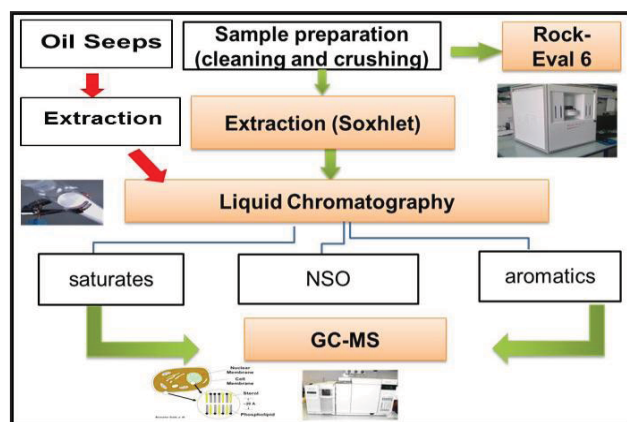 Oil Seeps
Sample preparation
(cleaning and crushing)
Rock-
Eval 6
Extraction
Extraction (Soxhlet)
Liquid Chromatography
saturates
NSO
aromatics
GC-MS
Nuclear
Membrane
Cell
Membrane
Sterol
Phospholipid